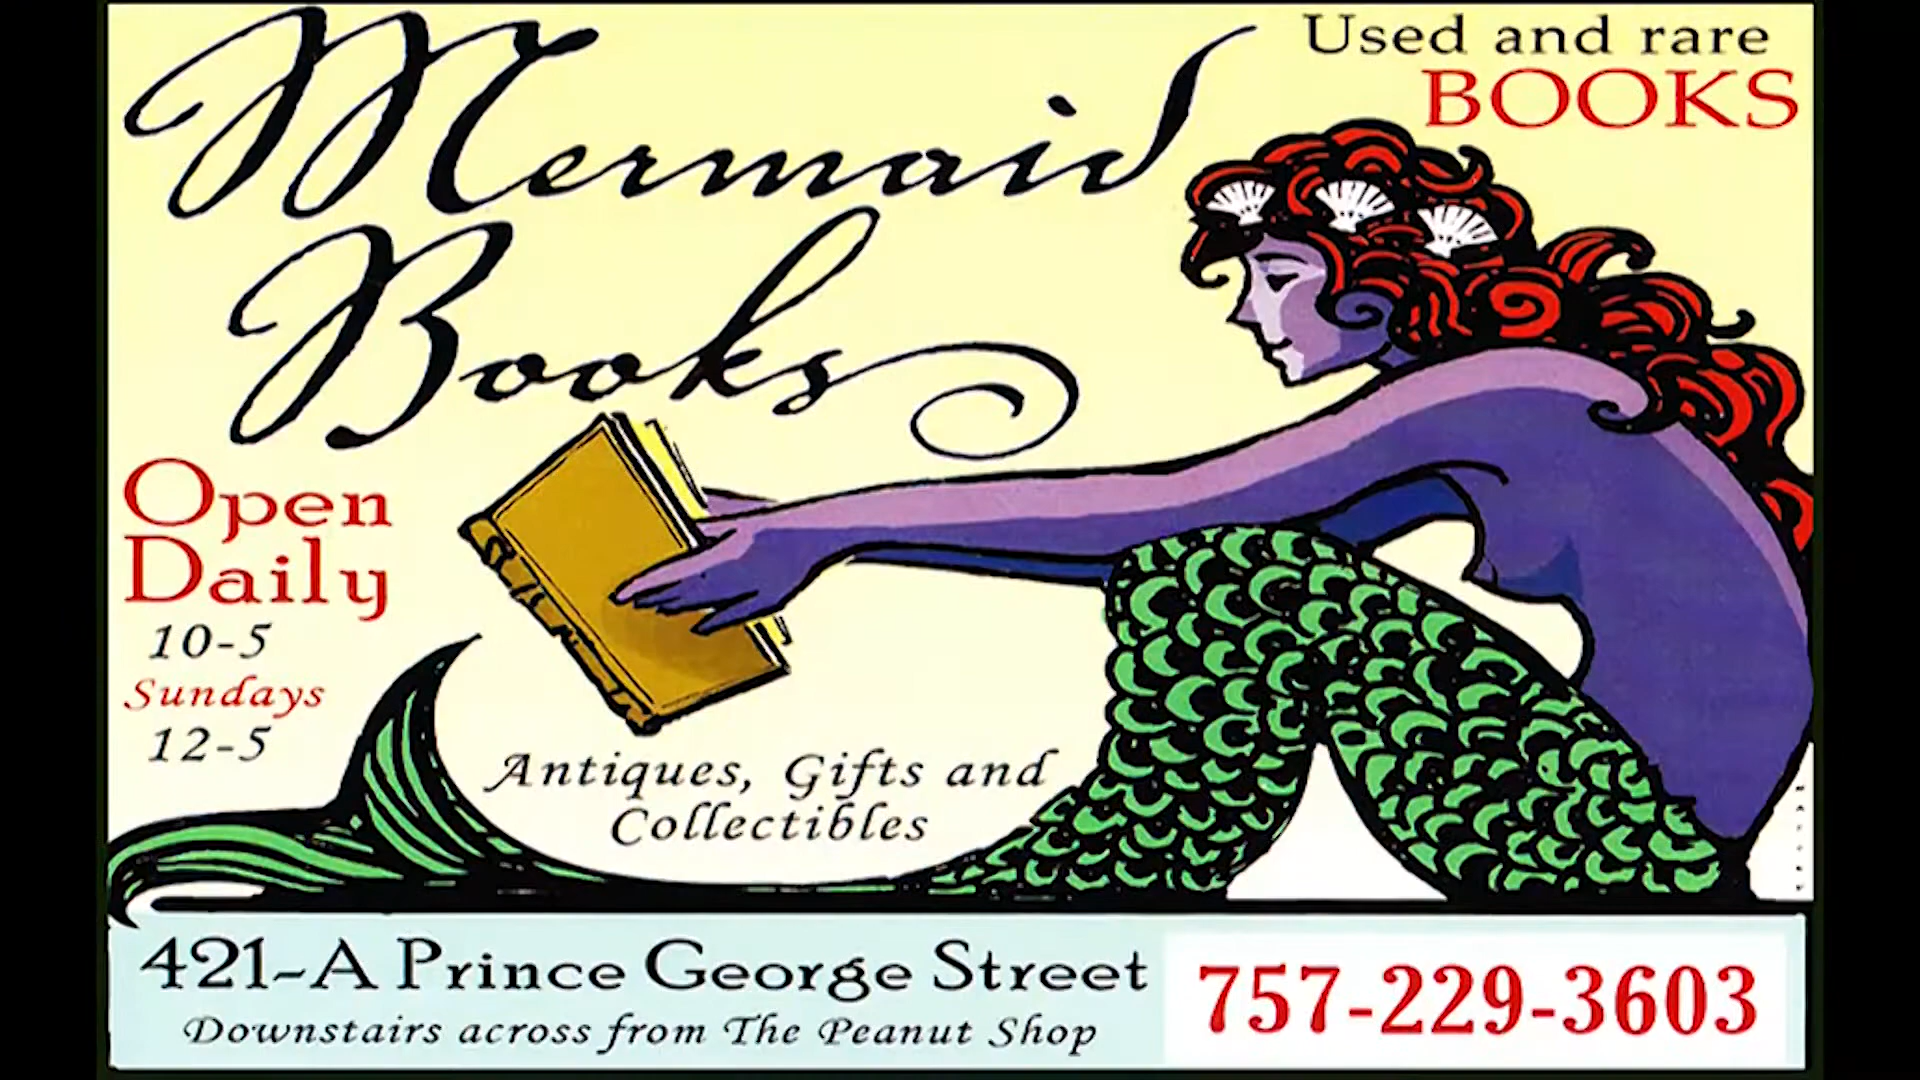 Mermaid
Books
Used and rare
BOOKS
Open
Daily
10-5
Sundays
12-5
Antiques, Gifts and
Collectibles
421-A Prince George Street
Downstairs across from The Peanut Shop
757-229-3603